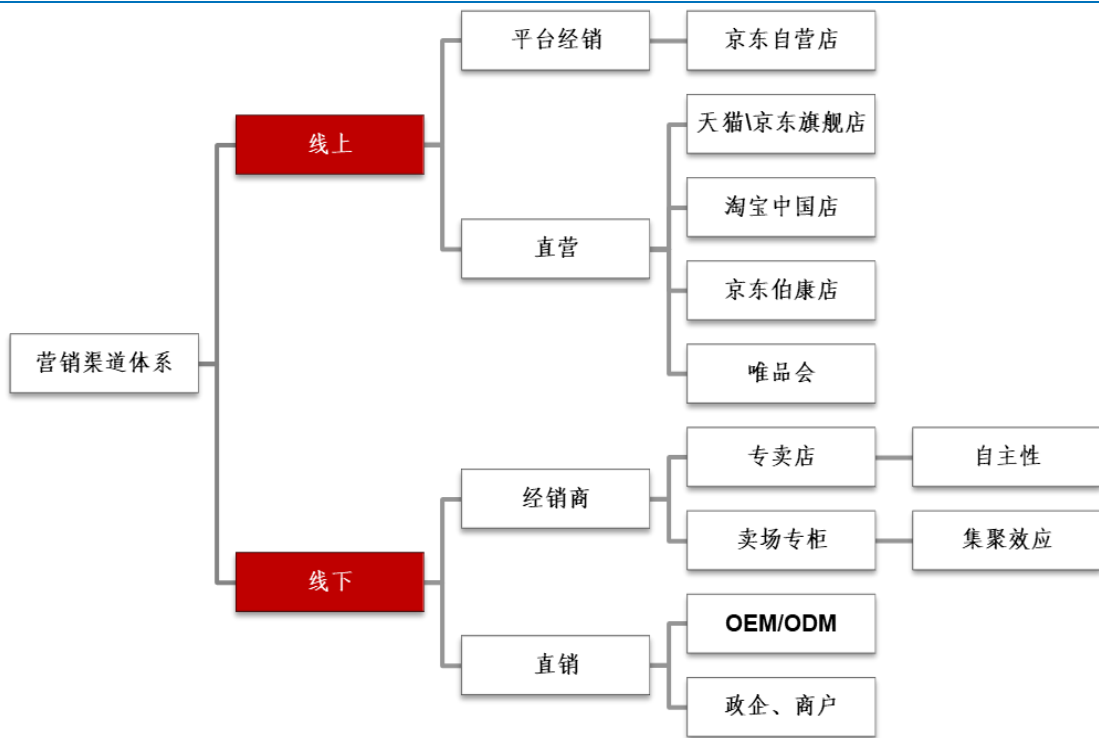 平台经销
京东自营店
线上
天猫\京东旗舰店
淘宝中国店
直营
京东伯康店
营销渠道体系
唯品会
专卖店
自主性
经销商
卖场专柜
集聚效应
线下
OEM/ODM
直销
政企、商户